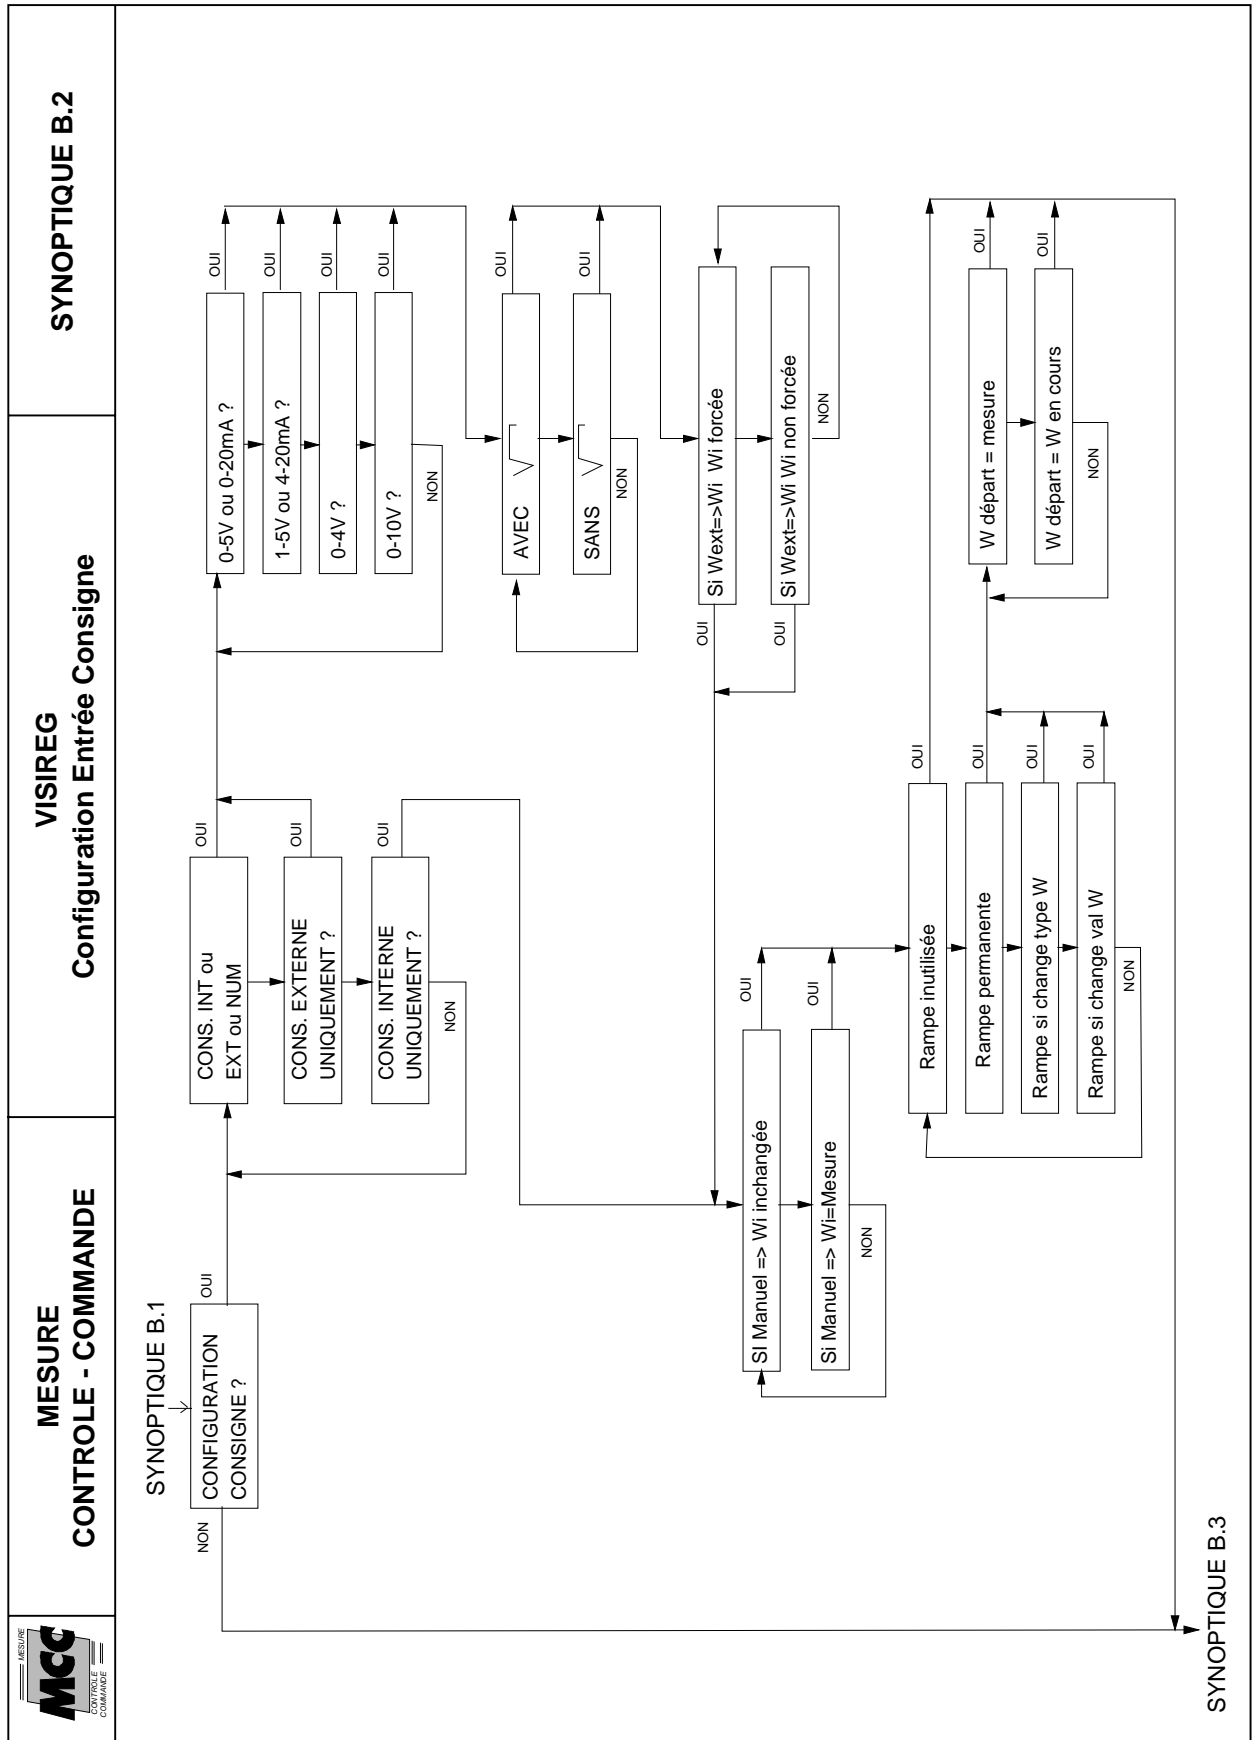 MESURE
MCC
CONTROLE
COMMANDE
MESURE
CONTROLE - COMMANDE
VISIREG
Configuration Entrée Consigne
SYNOPTIQUE B.2
SYNOPTIQUE B.1
CONFIGURATION
CONSIGNE ?
NON
OUI
CONS. INT ou
EXT ou NUM
OUI
CONS. EXTERNE
UNIQUEMENT ?
OUI
CONS. INTERNE
UNIQUEMENT ?
OUI
NON
0-5V ou 0-20mA ?
OUI
1-5V ou 4-20mA ?
OUI
0-4V ?
OUI
0-10V ?
OUI
NON
AVEC √
OUI
SANS √
OUI
NON
Si Wext=>Wi Wi forcée
OUI
Si Wext=>Wi Wi non forcée
OUI
NON
SI Manuel => Wi inchangée
OUI
Si Manuel => Wi=Mesure
OUI
NON
Rampe inutilisée
OUI
Rampe permanente
OUI
Rampe si change type W
OUI
Rampe si change val W
OUI
NON
W départ = mesure
OUI
W départ = W en cours
OUI
NON
SYNOPTIQUE B.3